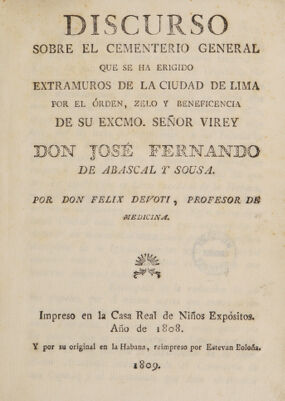 DISCURSO
SOBRE EL CEMENTERIO GENERAL
QUE SE HA ERIGIDO
EXTRAMUROS DE LA CIUDAD DE LIMA
POR EL ÓRDEN, ZELO Y BENEFICENCIA
DE SU EXCMO. SEÑOR VIREY
DON JOSÉ FERNANDO
DE ABASCAL Y SOUSA.
POR DON FELIX DEVOTI, PROFESOR DE
MEDICINA.
Impreso en la Casa Real de Niños Expósitos.
Año de 1808.
Y por su original en la Habana, reimpreso por Estevan Boloña.
1809.